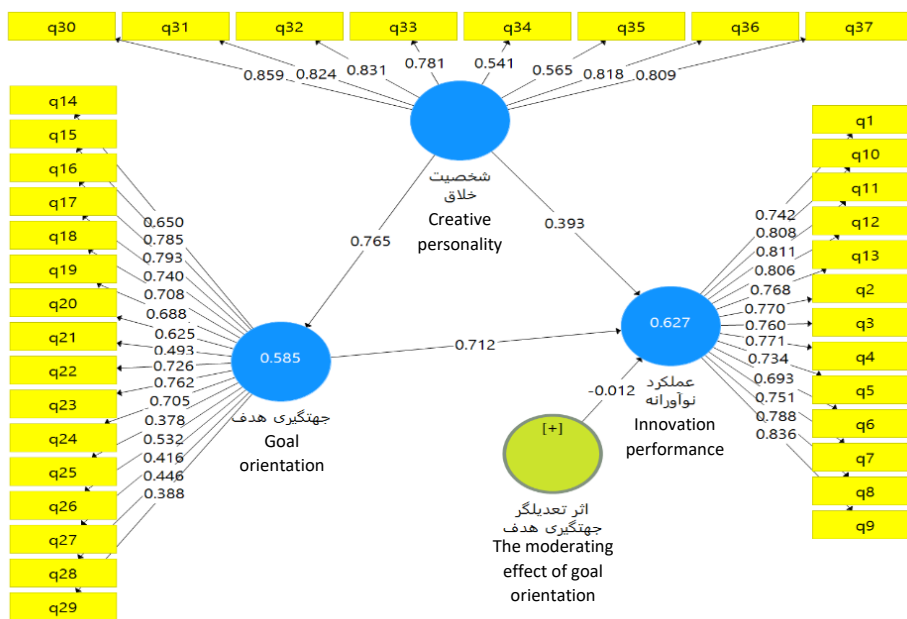 q30 q31 q32 q33 q34 q35 q36 q37
0.859 0.824 0.831 0.781 0.541 0.565 0.818 0.809
شخصیت
خلاق
Creative
personality
0.765
0.393
q14
q15
q16
q17
q18
q19
q20
q21
q22
q23
q24
q25
q26
q27
q28
q29
0.650
0.785
0.793
0.740
0.708
0.688
0.625
0.493
0.726
0.762
0.705
0.378
0.532
0.416
0.446
0.388
0.585
جهتگیری هدف
Goal
orientation
0.712
0.627
عملکرد
نوآورانه
Innovation
performance
-0.012
[+]
اثر تعدیلگر
جهتگیری هدف
The moderating
effect of goal
orientation
0.742
0.808
0.811
0.806
0.768
0.770
0.760
0.771
0.734
0.693
0.751
0.788
0.836
q1
q10
q11
q12
q13
q2
q3
q4
q5
q6
q7
q8
q9